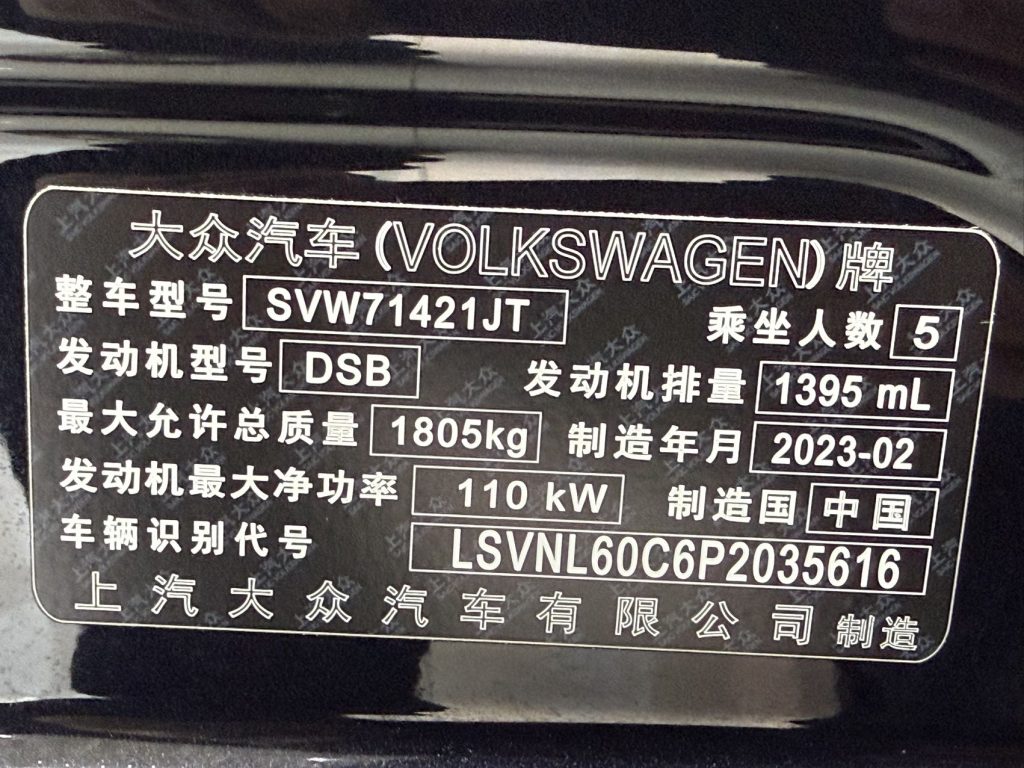 大众汽车(VOLKSWAGEN)牌
整车型号 SVW71421JT 乘坐人数 5
发动机型号 DSB 发动机排量 1395 mL
最大允许总质量 1805kg 制造年月 2023-02
发动机最大净功率 110 kW 制造国 中国
车辆识别代号 LSVNL60C6P2035616
上汽大众汽车有限公司 制造